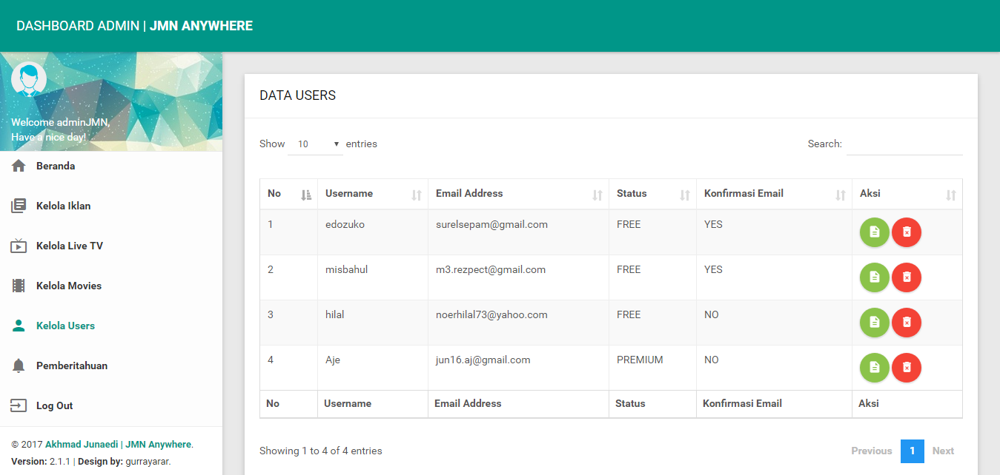 DASHBOARD ADMIN | JMN ANYWHERE
Welcome adminJMN,
Have a nice day!
Beranda
Kelola Iklan
Kelola Live TV
Kelola Movies
Kelola Users
Pemberitahuan
Log Out
© 2017 Akhmad Junaedi | JMN Anywhere.
Version: 2.1.1 | Design by: gurrayarar.
DATA USERS
Show 10 entries Search:
No Username Email Address Status Konfirmasi Email Aksi
1 edozuko surelsepam@gmail.com FREE YES
2 misbahul m3.rezpect@gmail.com FREE YES
3 hilal noerhilal73@yahoo.com FREE NO
4 Aje jun16.aj@gmail.com PREMIUM NO
No Username Email Address Status Konfirmasi Email Aksi
Showing 1 to 4 of 4 entries Previous 1 Next